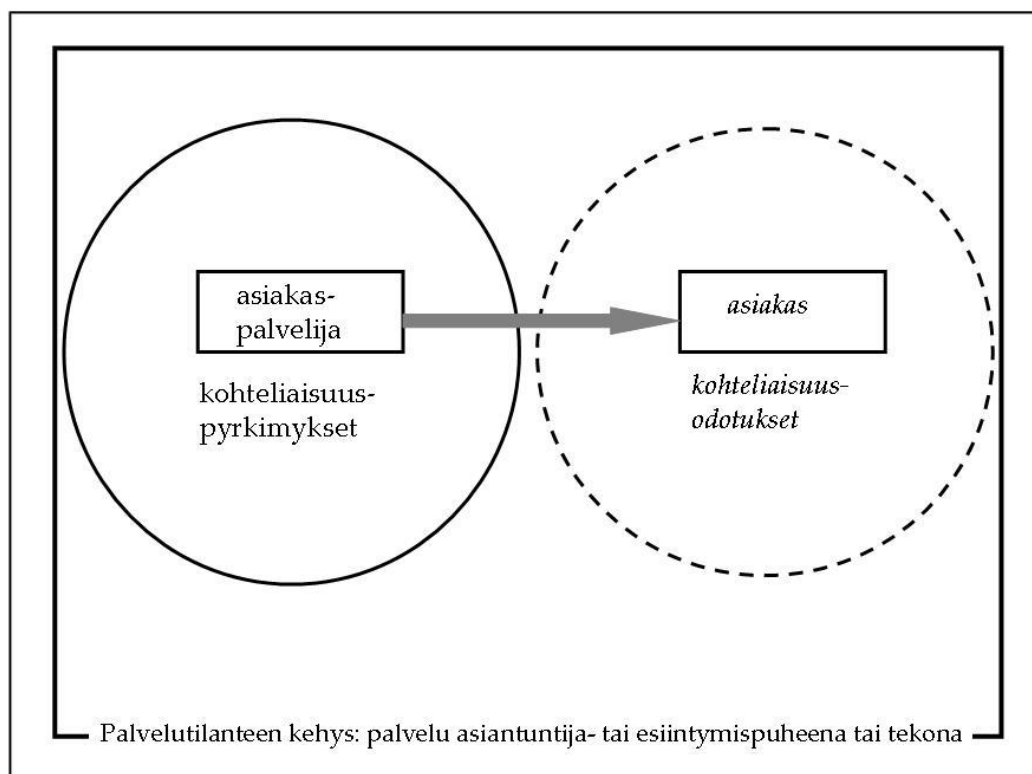 asiakas-
palvelija
kohteliaisuus-
pyrkimykset
asiakas
kohteliaisuus-
odotukset
Palvelutilanteen kehys: palvelu asiantuntija- tai esiintymispuheena tai tekona